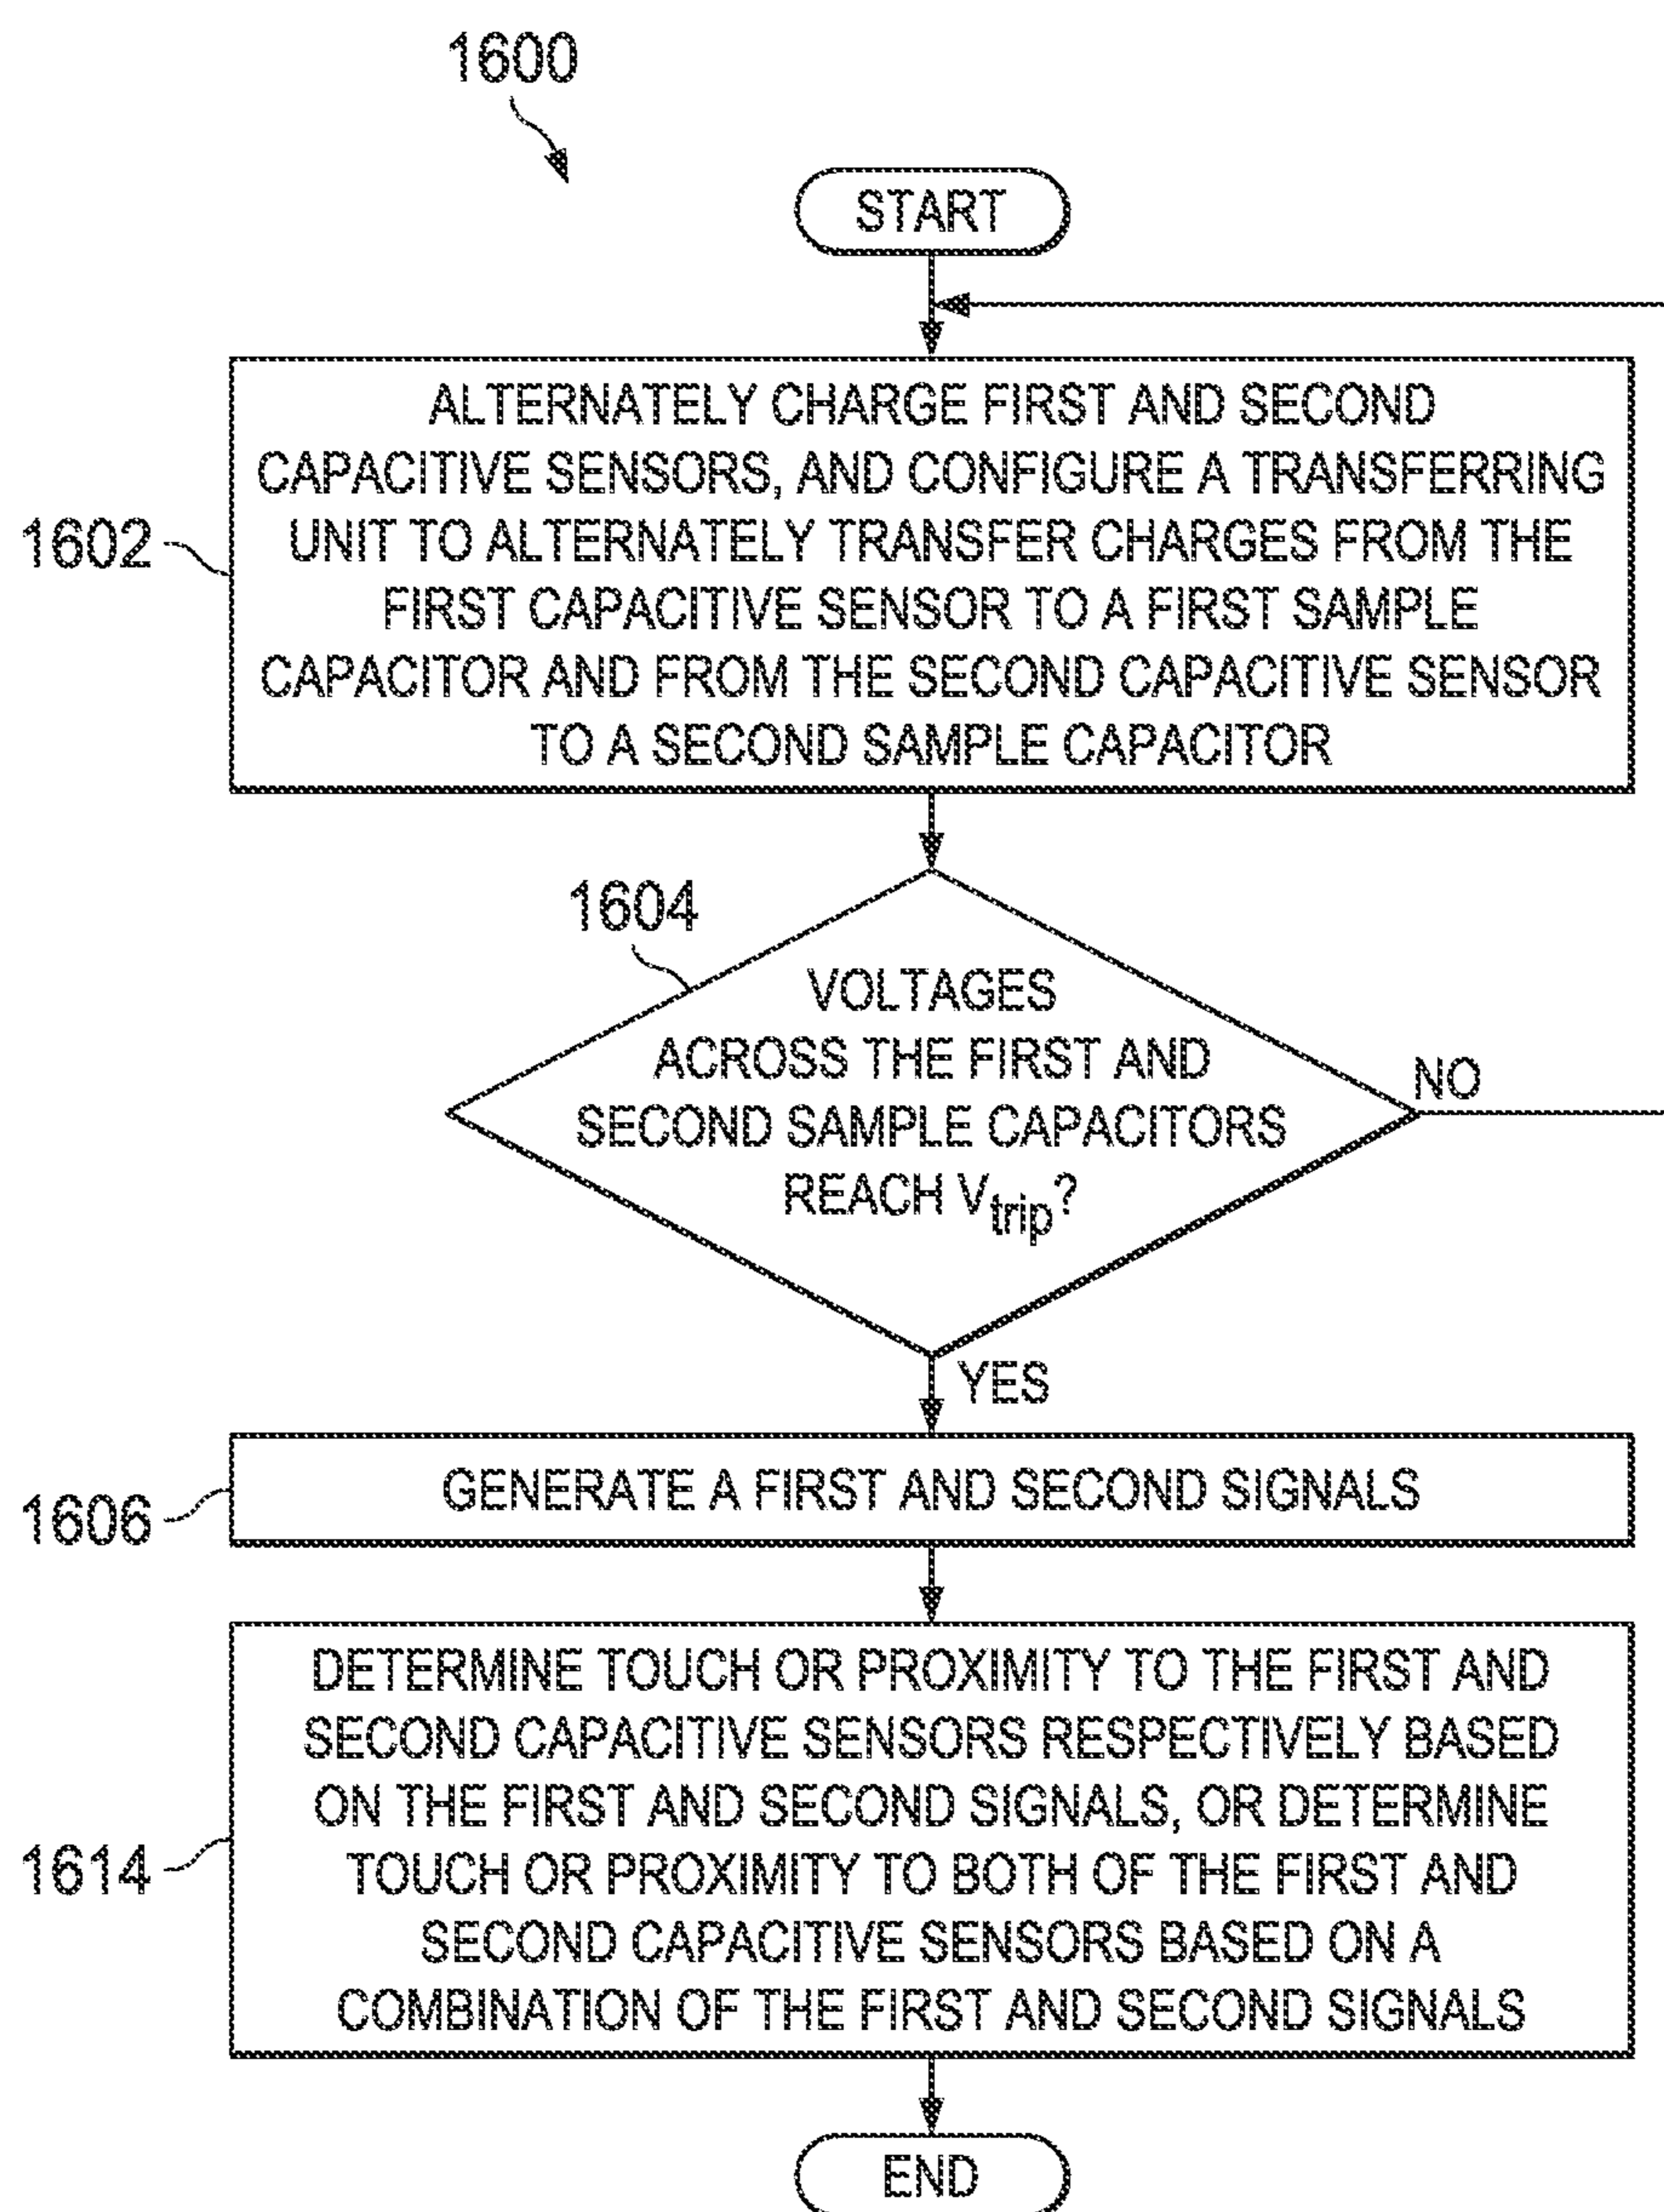 1600
START
1602
ALTERNATELY CHARGE FIRST AND SECOND
CAPACITIVE SENSORS, AND CONFIGURE A TRANSFERRING
UNIT TO ALTERNATELY TRANSFER CHARGES FROM THE
FIRST CAPACITIVE SENSOR TO A FIRST SAMPLE
CAPACITOR AND FROM THE SECOND CAPACITIVE SENSOR
TO A SECOND SAMPLE CAPACITOR
1604
VOLTAGES
ACROSS THE FIRST AND
SECOND SAMPLE CAPACITORS
REACH Vtrip?
NO
YES
1606
GENERATE A FIRST AND SECOND SIGNALS
1614
DETERMINE TOUCH OR PROXIMITY TO THE FIRST AND
SECOND CAPACITIVE SENSORS RESPECTIVELY BASED
ON THE FIRST AND SECOND SIGNALS, OR DETERMINE
TOUCH OR PROXIMITY TO BOTH OF THE FIRST AND
SECOND CAPACITIVE SENSORS BASED ON A
COMBINATION OF THE FIRST AND SECOND SIGNALS
END